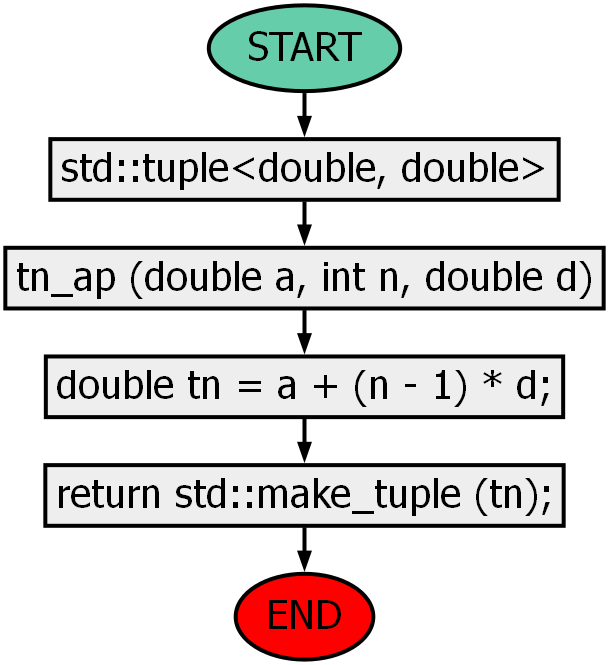 START
std::tuple<double, double>
tn_ap (double a, int n, double d)
double tn = a + (n - 1) * d;
return std::make_tuple (tn);
END